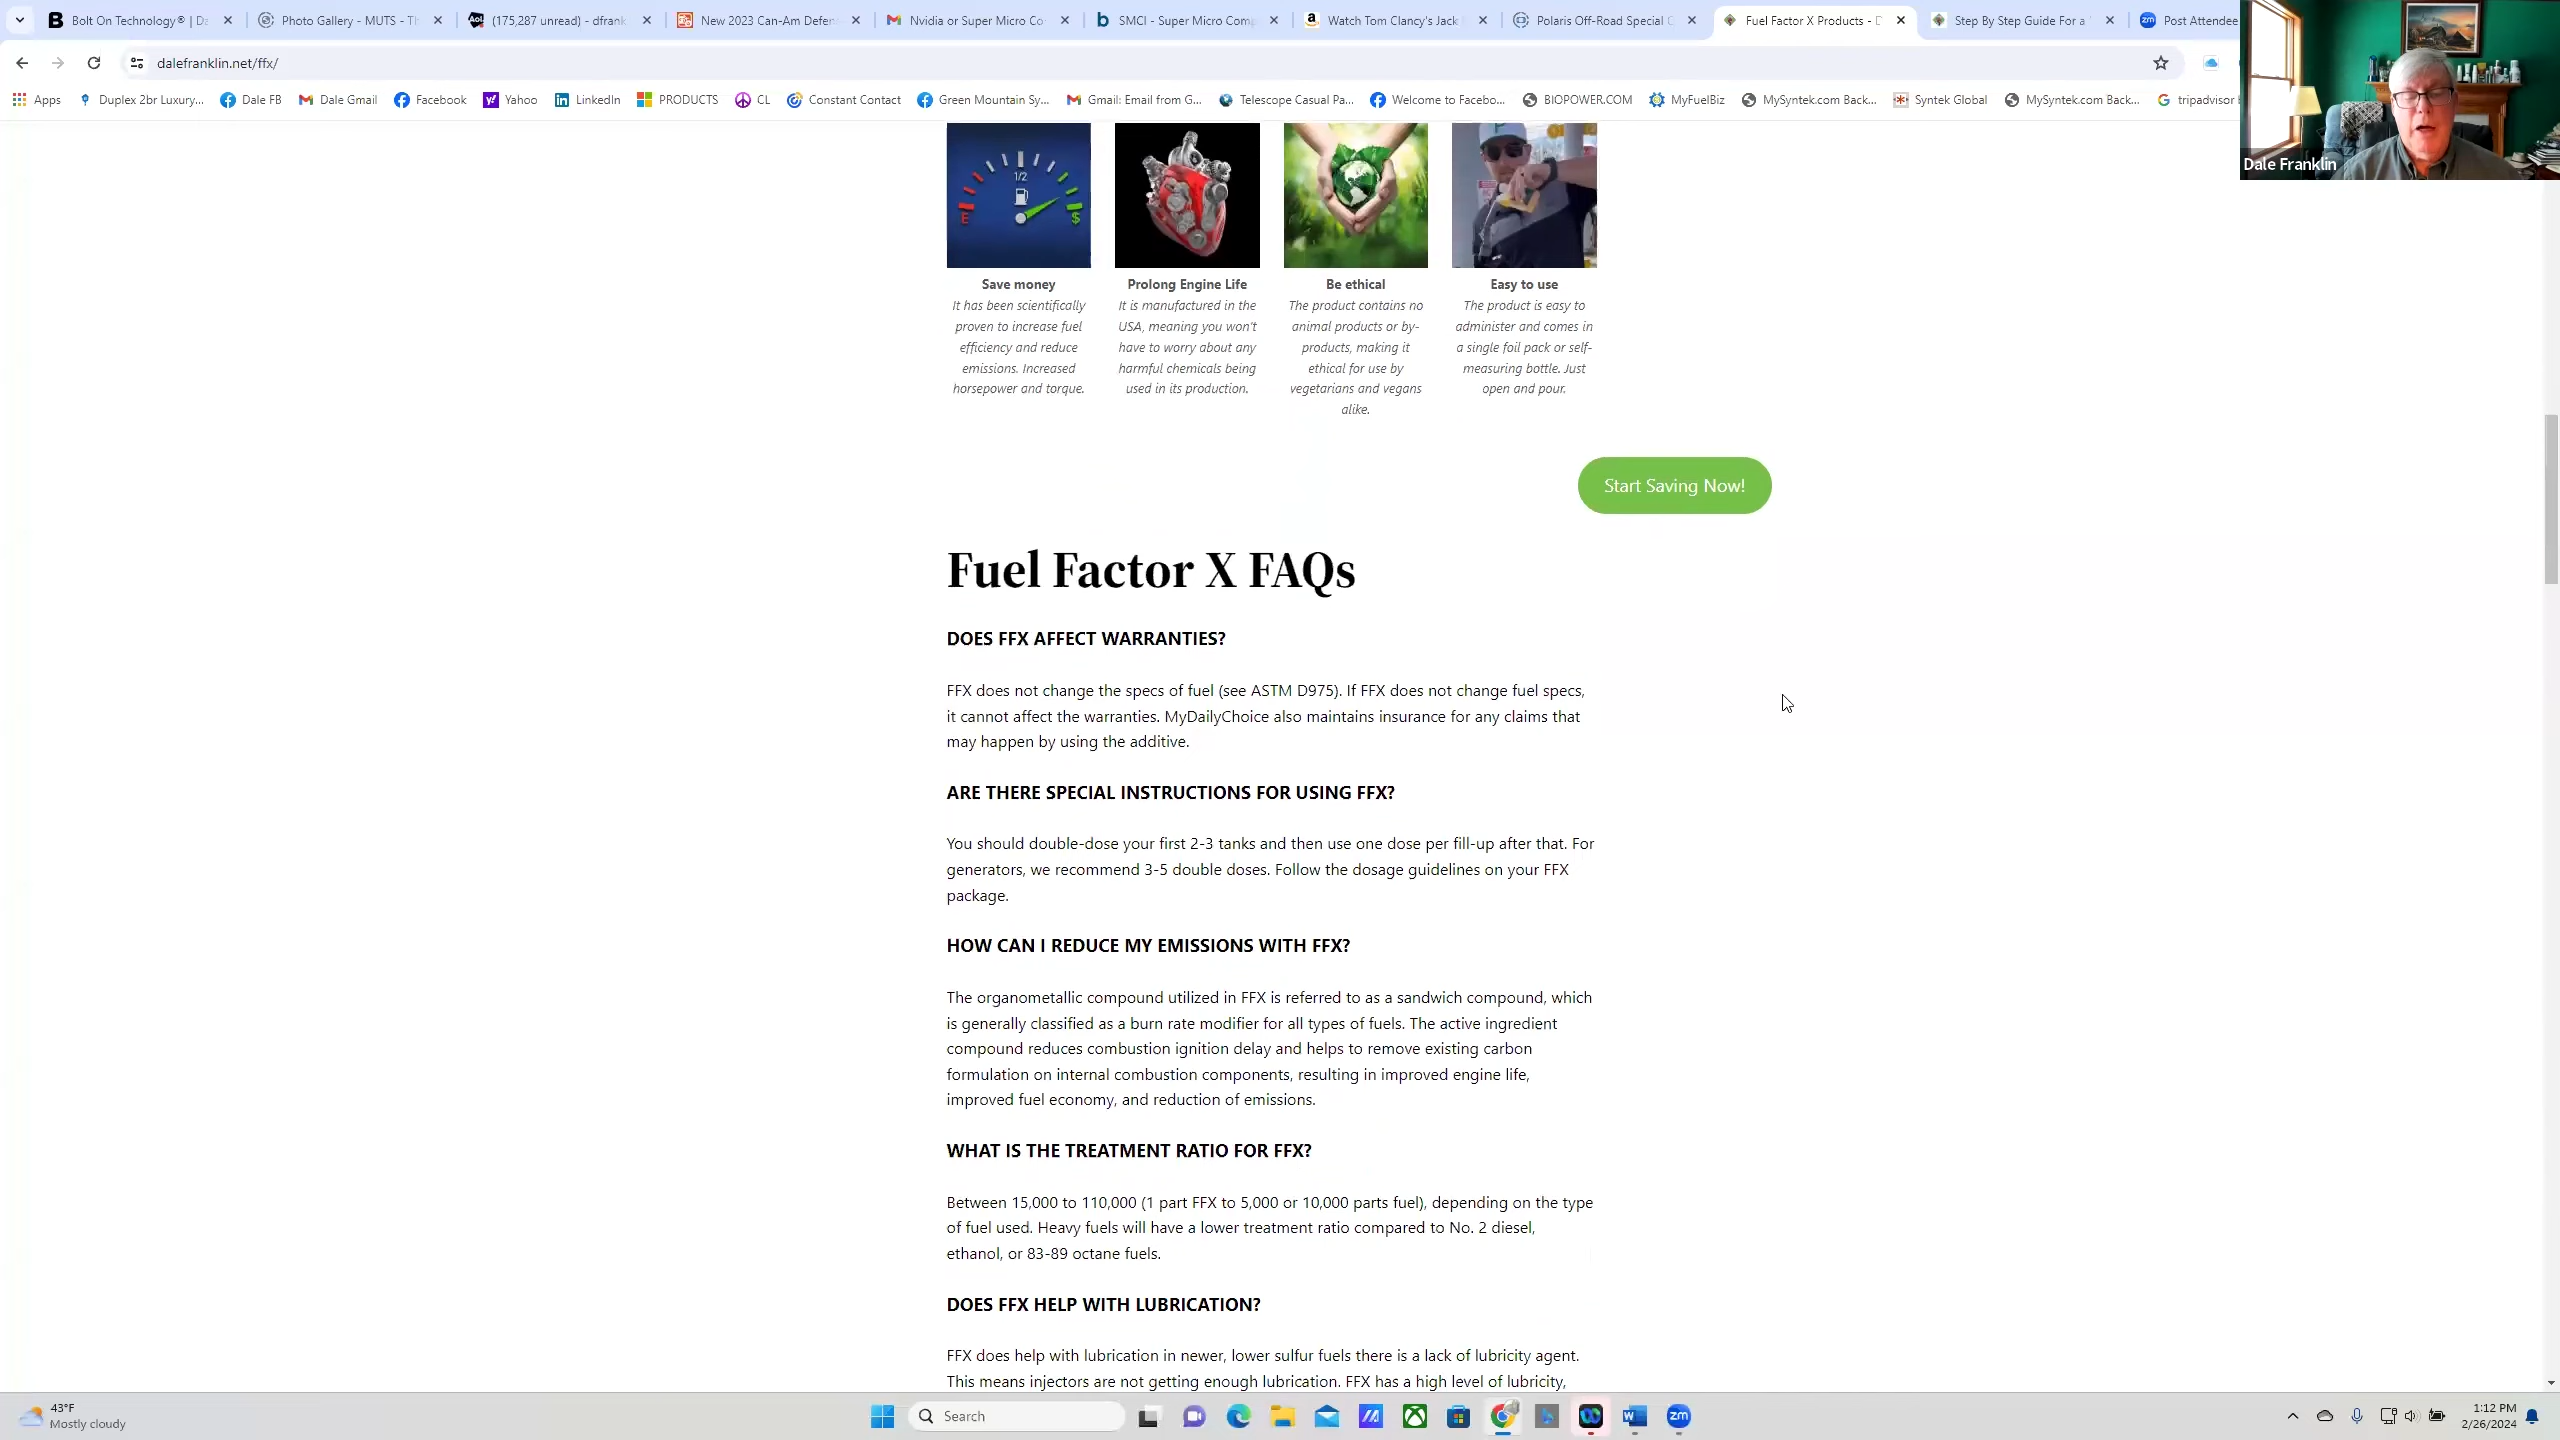 Bolt On Technology® | Da
Photo Gallery - MUTS - Th
(175,287 unread) - dfrank
New 2023 Can-Am Defen
Nvidia or Super Micro Co
SMCI - Super Micro Comp
Watch Tom Clancy's Jack
Polaris Off-Road Special O
Fuel Factor X Products - D
Step By Step Guide For a
Post Attendee
dalefranklin.net/ffx/
Apps
Duplex 2br Luxury...
Dale FB
Dale Gmail
Facebook
Yahoo
LinkedIn
PRODUCTS
CL
Constant Contact
Green Mountain Sy...
Gmail: Email from G...
Telescope Casual Pa...
Welcome to Facebo...
BIOPOWER.COM
MyFuelBiz
MySyntek.com Back...
Syntek Global
MySyntek.com Back...
tripadvisor
Dale Franklin
1/2
E
$
Save money
It has been scientifically
proven to increase fuel
efficiency and reduce
emissions. Increased
horsepower and torque.
Prolong Engine Life
It is manufactured in the
USA, meaning you won't
have to worry about any
harmful chemicals being
used in its production.
Be ethical
The product contains no
animal products or by-
products, making it
ethical for use by
vegetarians and vegans
alike.
Easy to use
The product is easy to
administer and comes in
a single foil pack or self-
measuring bottle. Just
open and pour.
Start Saving Now!
Fuel Factor X FAQs
DOES FFX AFFECT WARRANTIES?
FFX does not change the specs of fuel (see ASTM D975). If FFX does not change fuel specs,
it cannot affect the warranties. MyDailyChoice also maintains insurance for any claims that
may happen by using the additive.
ARE THERE SPECIAL INSTRUCTIONS FOR USING FFX?
You should double-dose your first 2-3 tanks and then use one dose per fill-up after that. For
generators, we recommend 3-5 double doses. Follow the dosage guidelines on your FFX
package.
HOW CAN I REDUCE MY EMISSIONS WITH FFX?
The organometallic compound utilized in FFX is referred to as a sandwich compound, which
is generally classified as a burn rate modifier for all types of fuels. The active ingredient
compound reduces combustion ignition delay and helps to remove existing carbon
formulation on internal combustion components, resulting in improved engine life,
improved fuel economy, and reduction of emissions.
WHAT IS THE TREATMENT RATIO FOR FFX?
Between 15,000 to 110,000 (1 part FFX to 5,000 or 10,000 parts fuel), depending on the type
of fuel used. Heavy fuels will have a lower treatment ratio compared to No. 2 diesel,
ethanol, or 83-89 octane fuels.
DOES FFX HELP WITH LUBRICATION?
FFX does help with lubrication in newer, lower sulfur fuels there is a lack of lubricity agent.
This means injectors are not getting enough lubrication. FFX has a high level of lubricity,
43°F
Mostly cloudy
Search
1:12 PM
2/26/2024